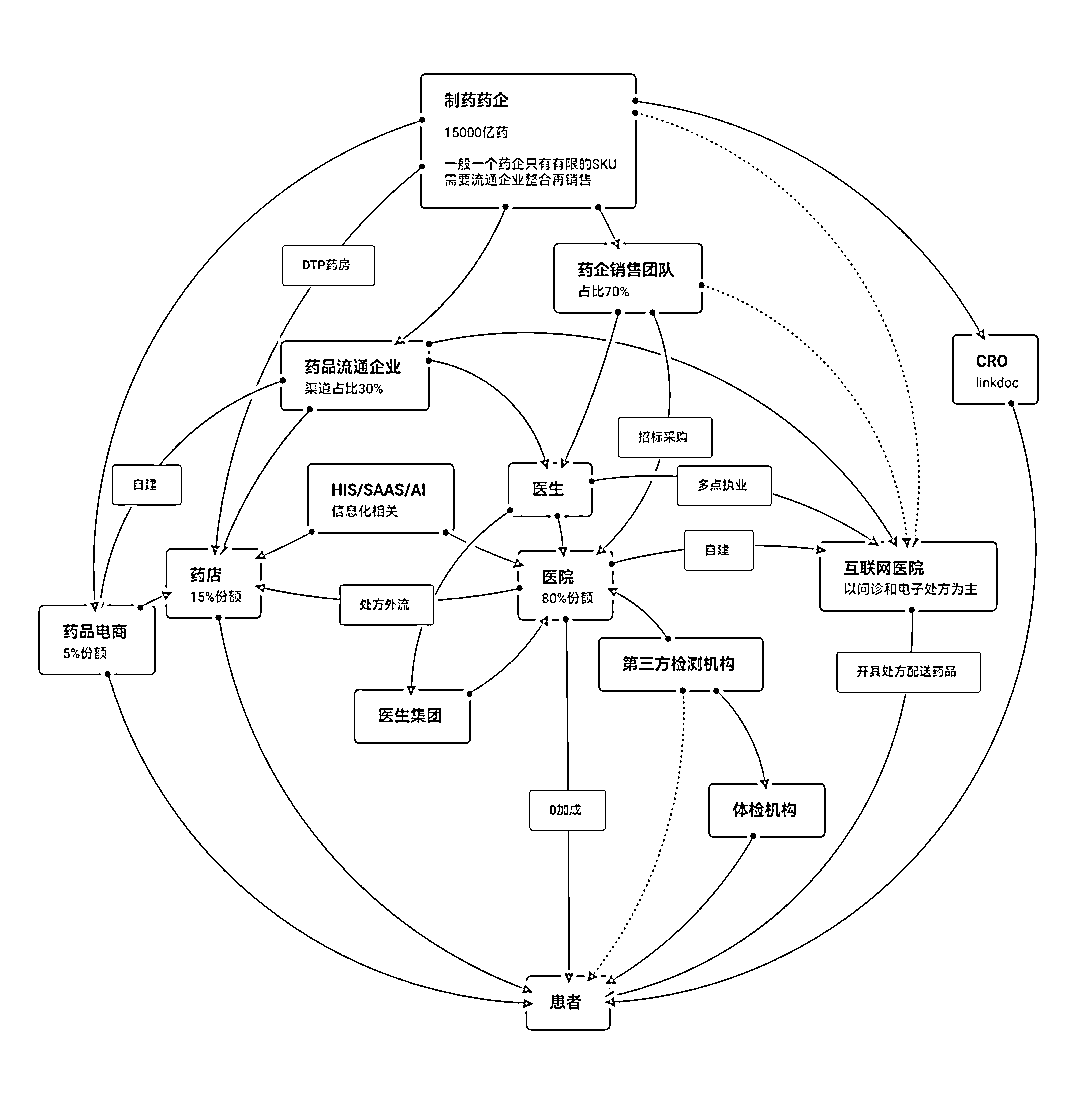 制药药企
15000亿药
一般一个药企只有有限的SKU
需要流通企业整合再销售
DTP药房
药企销售团队
占比70%
药品流通企业
渠道占比30%
CRO
linkdoc
招标采购
自建
HIS/SAAS/AI
信息化相关
医生
多点执业
自建
药店
15%份额
医院
80%份额
互联网医院
以问诊和电子处方为主
处方外流
药品电商
5%份额
第三方检测机构
开具处方配送药品
医生集团
0加成
体检机构
患者